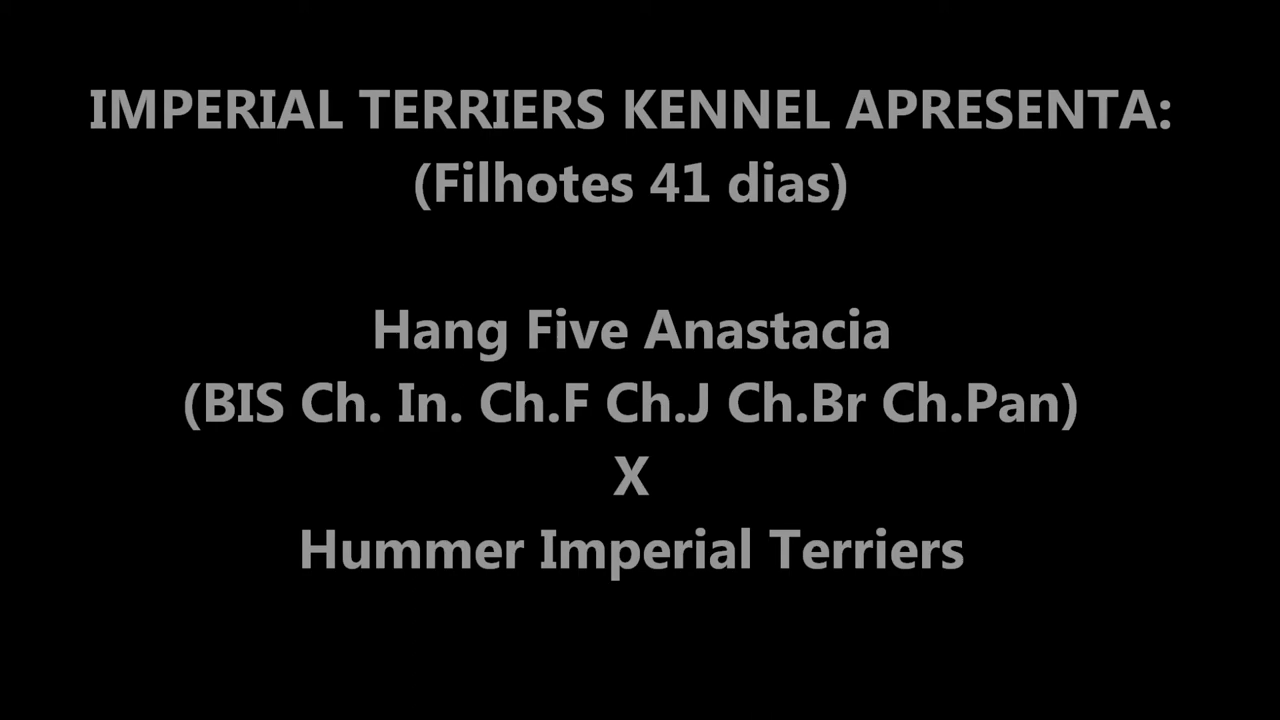 IMPERIAL TERRIERS KENNEL APRESENTA:
(Filhotes 41 dias)
Hang Five Anastacia
(BIS Ch. In. Ch.F Ch.J Ch.Br Ch.Pan)
X
Hummer Imperial Terriers